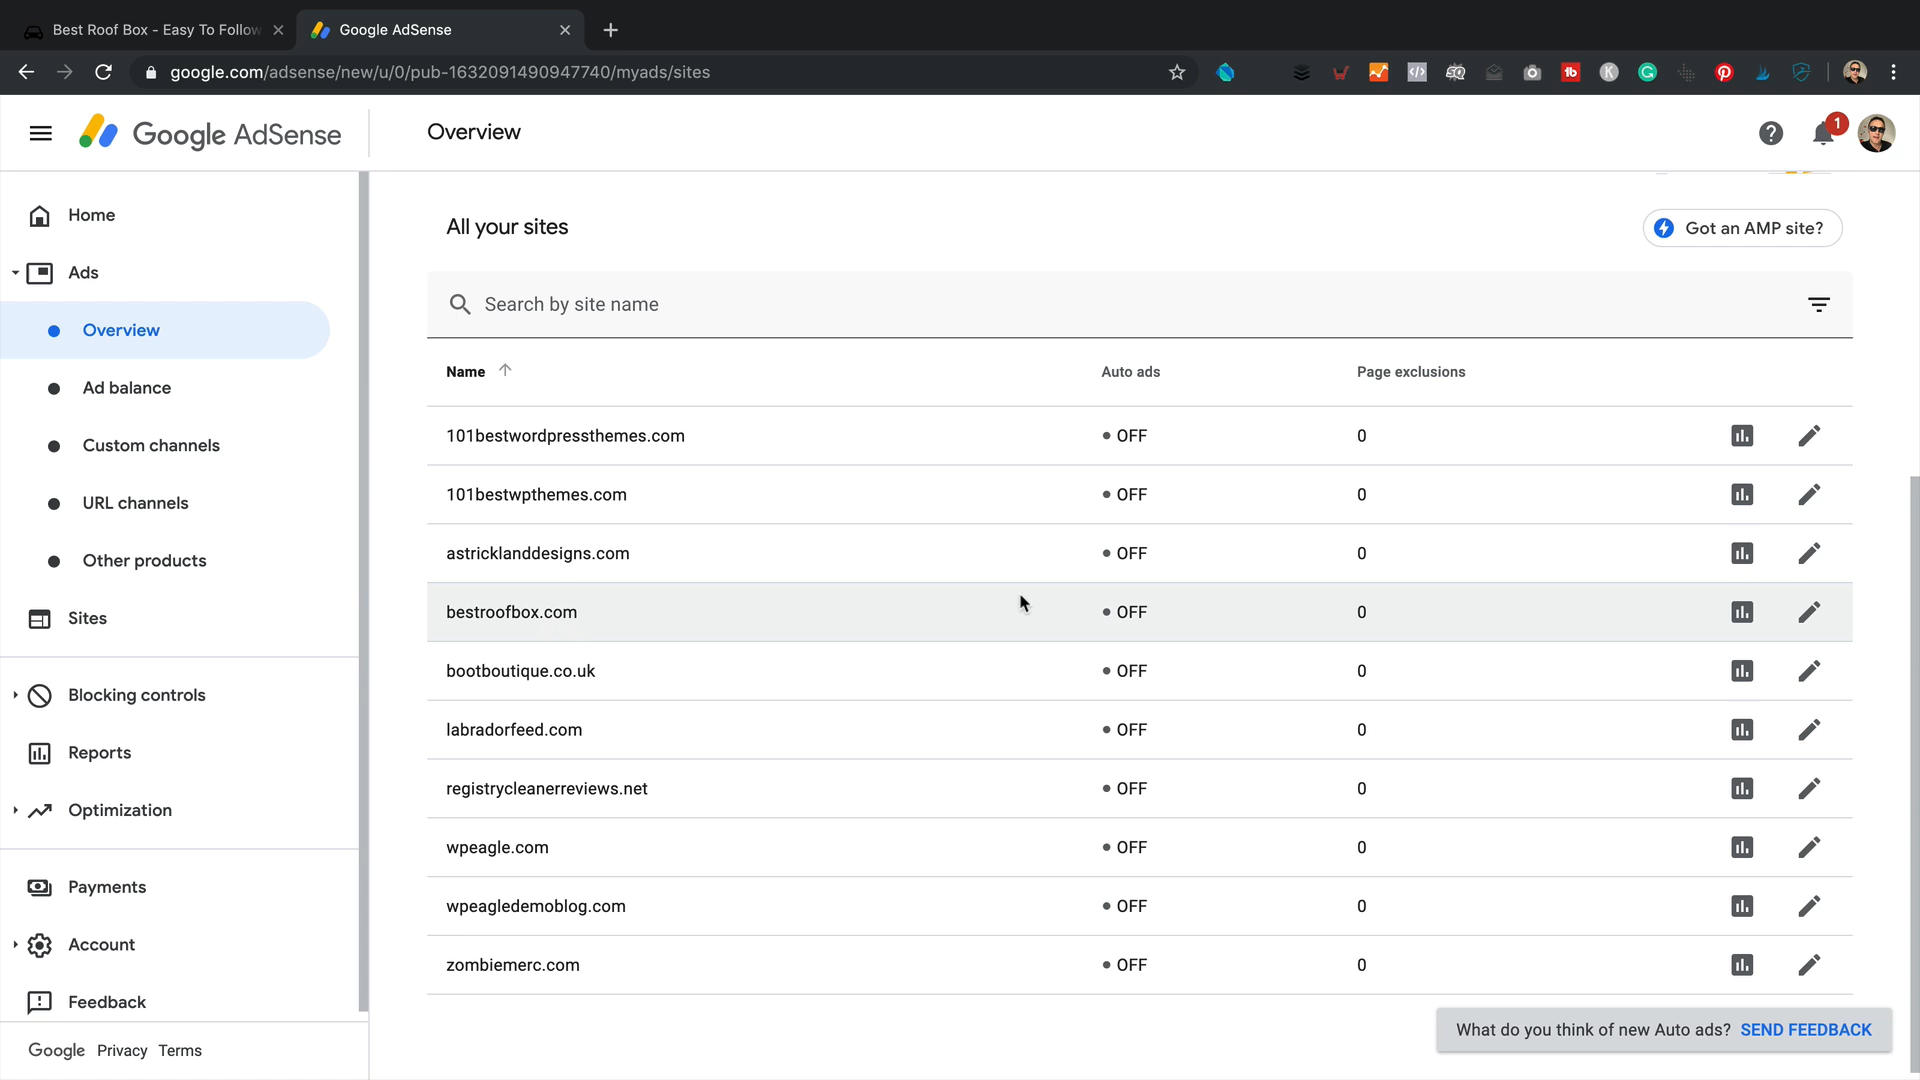 Best Roof Box - Easy To Follow
Google AdSense
google.com/adsense/new/u/0/pub-1632091490947740/myads/sites
Google AdSense
Overview
1
Home
Ads
Overview
Ad balance
Custom channels
URL channels
Other products
Sites
Blocking controls
Reports
Optimization
Payments
Account
Feedback
Google Privacy Terms
All your sites
Got an AMP site?
Search by site name
Name Auto ads Page exclusions
101bestwordpressthemes.com OFF 0
101bestwpthemes.com OFF 0
astricklanddesigns.com OFF 0
bestroofbox.com OFF 0
bootboutique.co.uk OFF 0
labradorfeed.com OFF 0
registrycleanerreviews.net OFF 0
wpeagle.com OFF 0
wpeagledemoblog.com OFF 0
zombiemerc.com OFF 0
What do you think of new Auto ads? SEND FEEDBACK